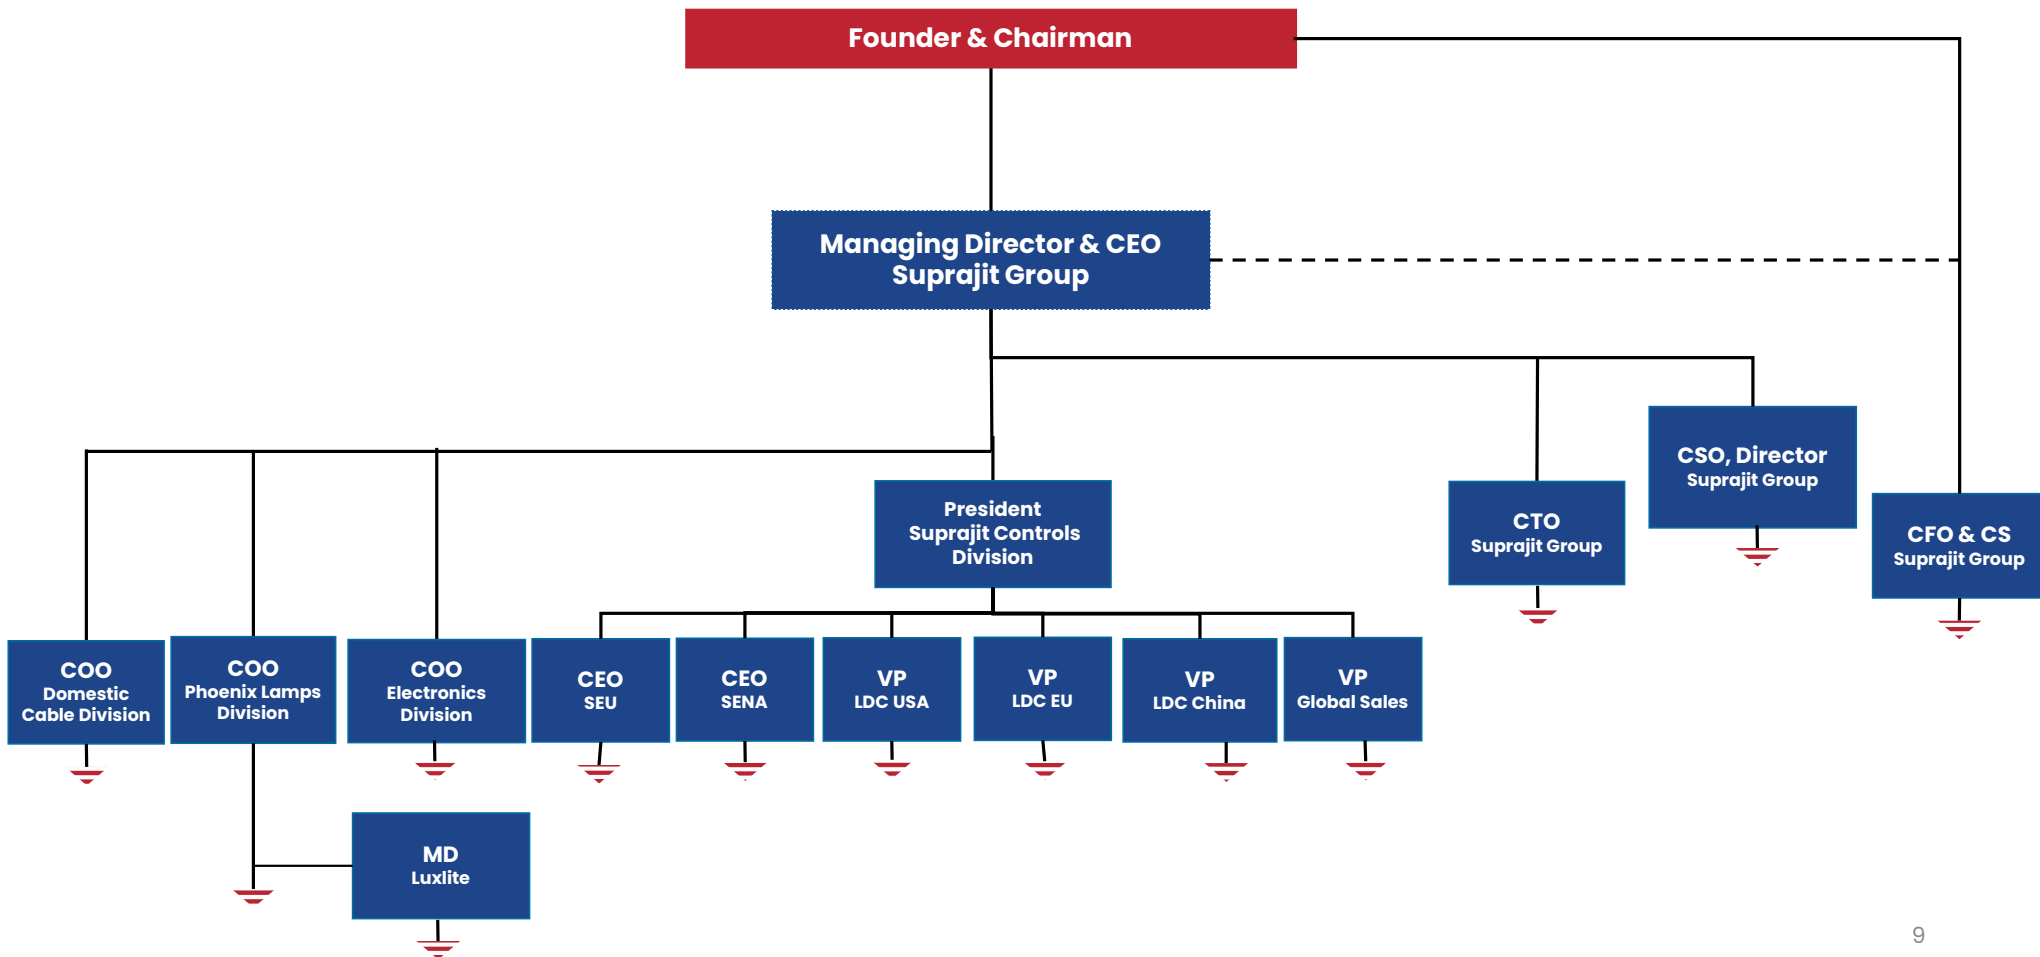 Founder & Chairman
Managing Director & CEO
Suprajit Group
President
Suprajit Controls
Division
CTO
Suprajit Group
CSO, Director
Suprajit Group
CFO & CS
Suprajit Group
COO
Domestic
Cable Division
COO
Phoenix Lamps
Division
COO
Electronics
Division
CEO
SEU
CEO
SENA
VP
LDC USA
VP
LDC EU
VP
LDC China
VP
Global Sales
MD
Luxlite
9